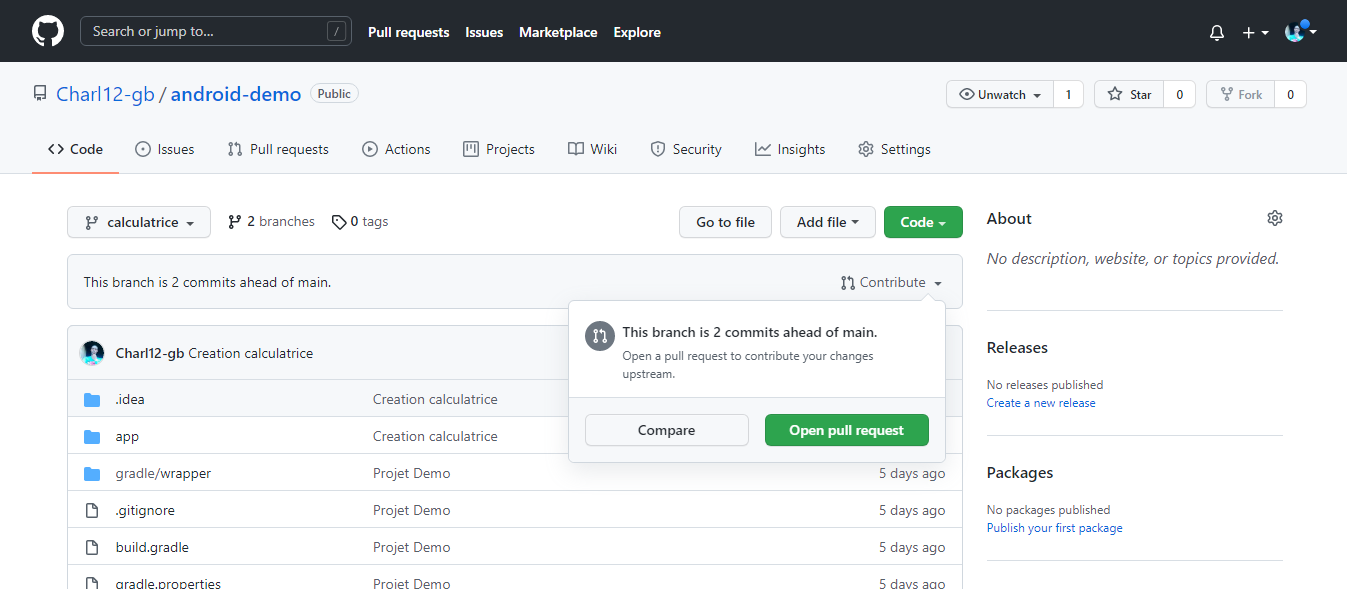 Search or jump to... / Pull requests Issues Marketplace Explore
Charl12-gb / android-demo Public Unwatch 1 Star 0 Fork 0
Code Issues Pull requests Actions Projects Wiki Security Insights Settings
calculatrice 2 branches 0 tags Go to file Add file Code
This branch is 2 commits ahead of main. Contribute
This branch is 2 commits ahead of main.
Open a pull request to contribute your changes
upstream.
Compare Open pull request
Charl12-gb Creation calculatrice
.idea Creation calculatrice
app Creation calculatrice
gradle/wrapper Projet Demo 5 days ago
.gitignore Projet Demo 5 days ago
build.gradle Projet Demo 5 days ago
gradle.properties Projet Demo 5 days ago
About
No description, website, or topics provided.
Releases
No releases published
Create a new release
Packages
No packages published
Publish your first package